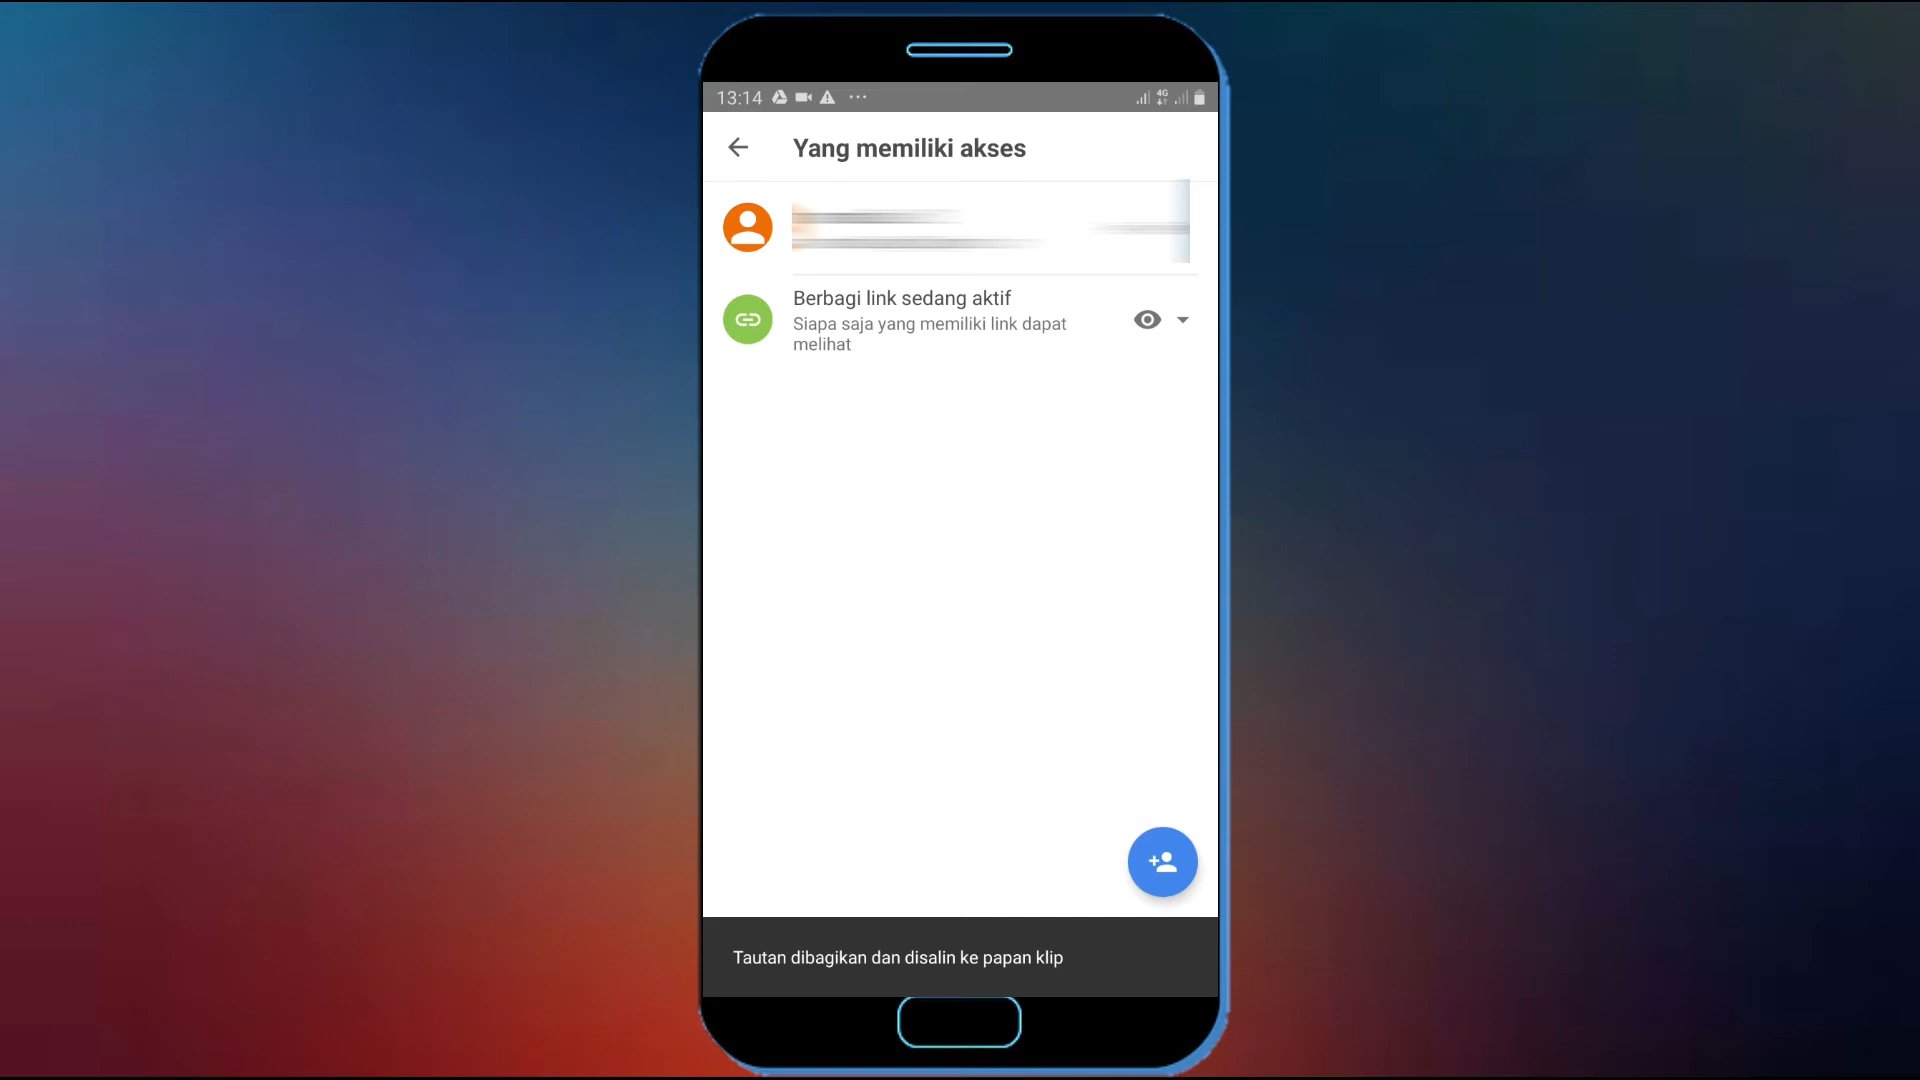 13:14
4G
Yang memiliki akses
Berbagi link sedang aktif
Siapa saja yang memiliki link dapat
melihat
Tautan dibagikan dan disalin ke papan klip